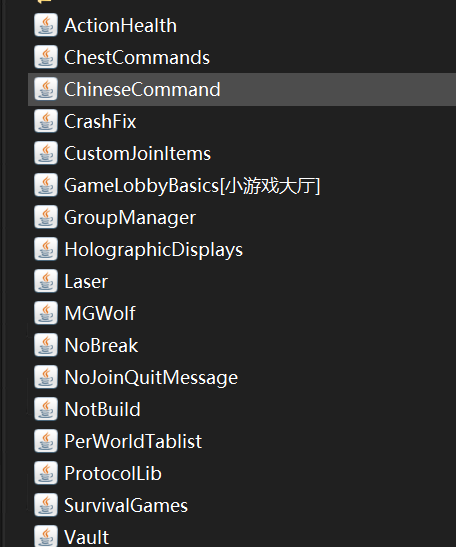 ActionHealth
ChestCommands
ChineseCommand
CrashFix
CustomJoinItems
GameLobbyBasics[小游戏大厅]
GroupManager
HolographicDisplays
Laser
MGWolf
NoBreak
NoJoinQuitMessage
NotBuild
PerWorldTablist
ProtocolLib
SurvivalGames
Vault